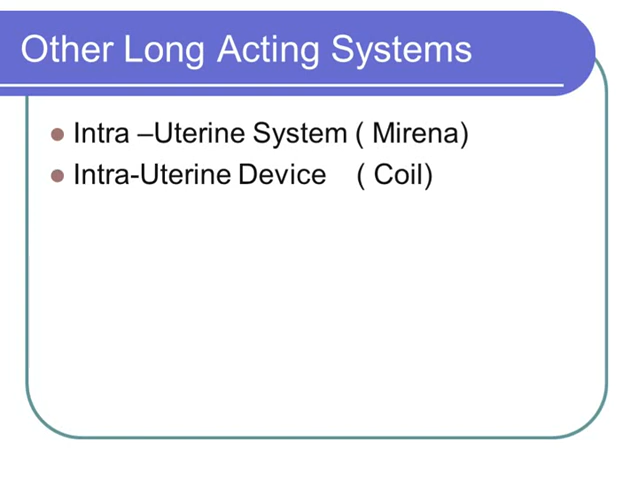 Other Long Acting Systems
Intra –Uterine System ( Mirena)
Intra-Uterine Device ( Coil)